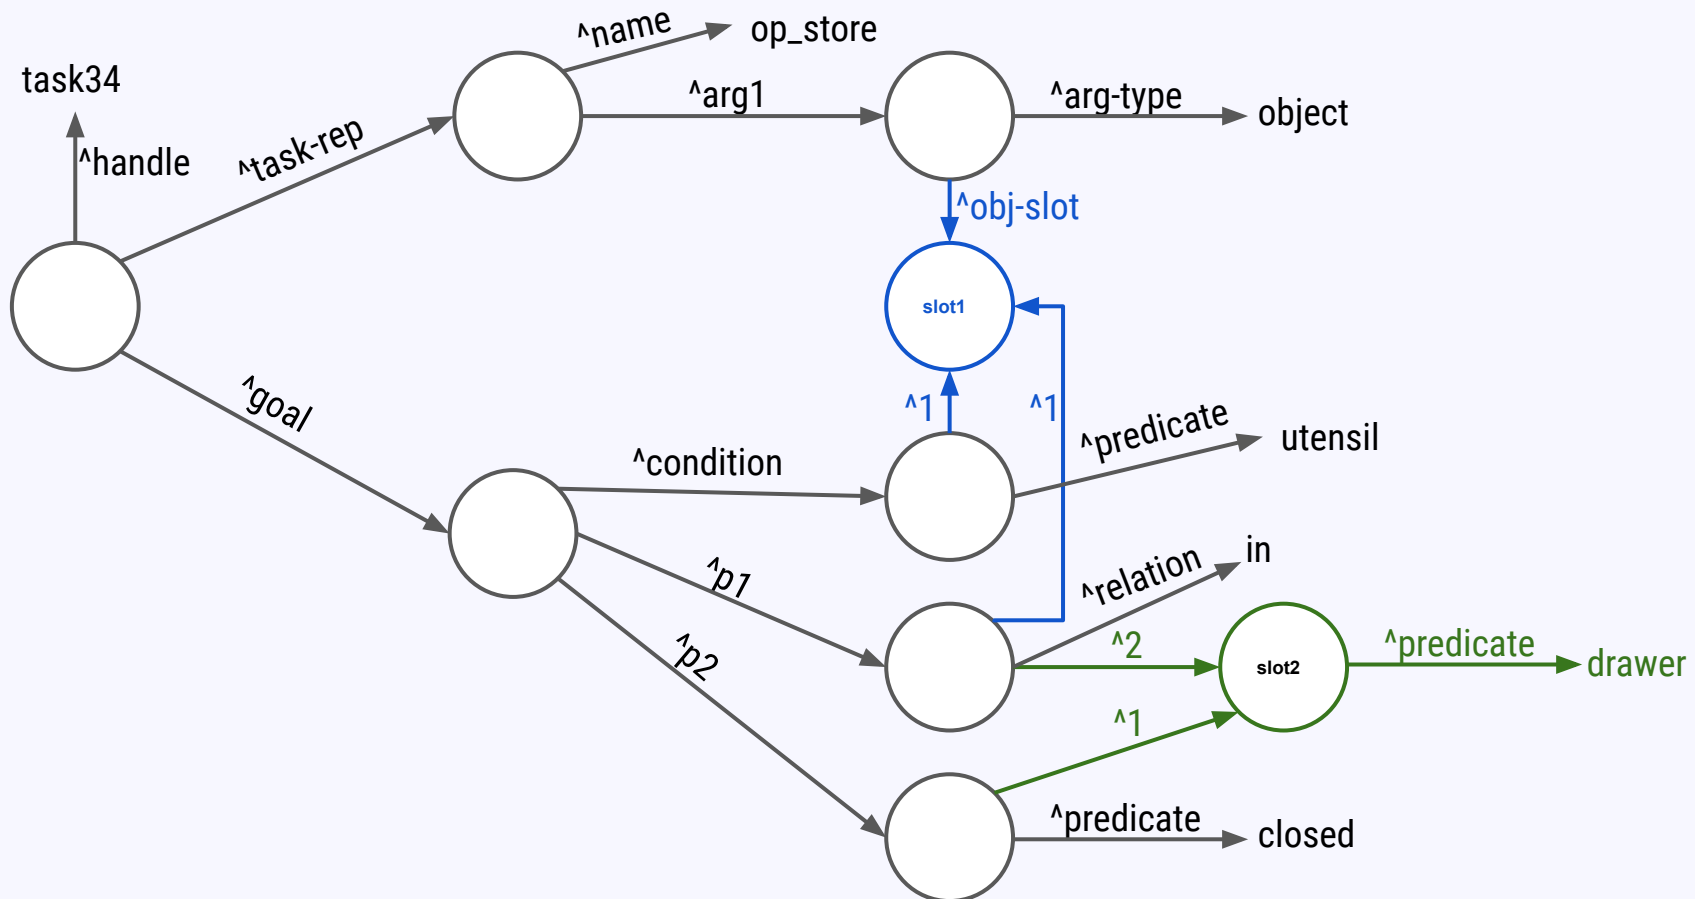 ^name
op_store
task34
^arg1
^arg-type
object
^handle
^task-rep
^obj-slot
slot1
^goal
^1
^1
^predicate
utensil
^condition
^p1
^relation
in
^p2
^2
slot2
^predicate
drawer
^1
^predicate
closed